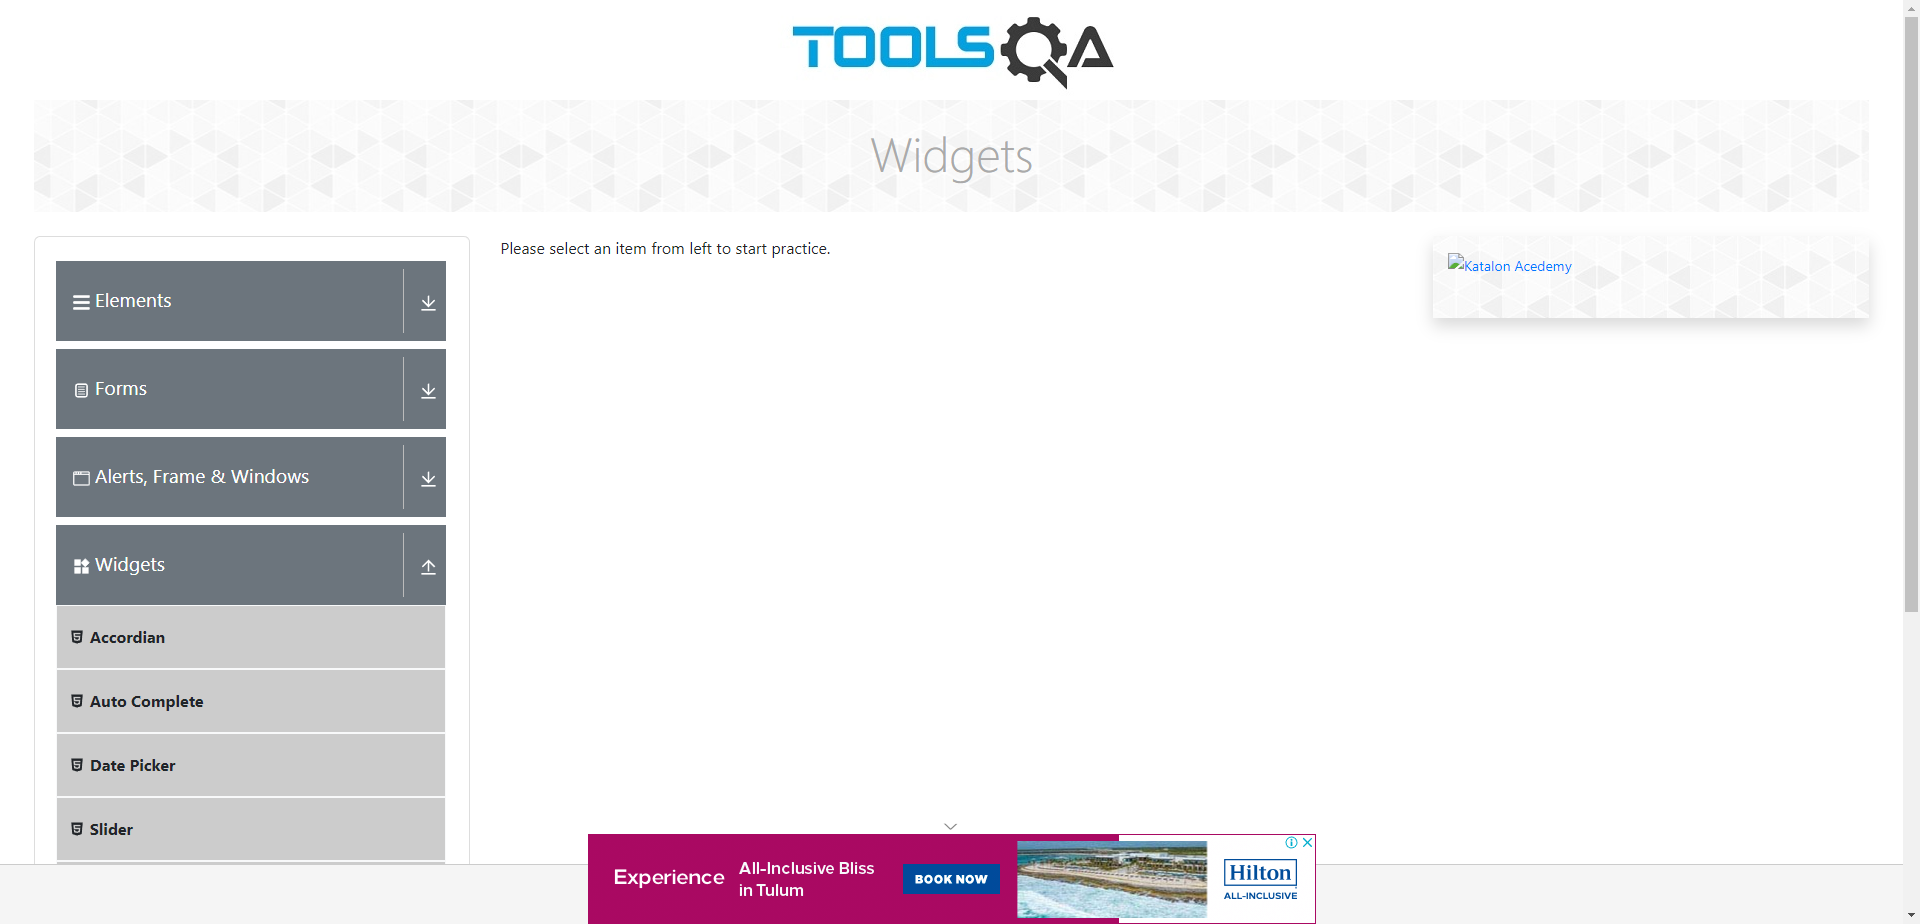 TOOLSQA
Widgets
Elements
Forms
Alerts, Frame & Windows
Widgets
Accordian
Auto Complete
Date Picker
Slider
Please select an item from left to start practice.
Katalon Acedemy
Experience
All-Inclusive Bliss
in Tulum
BOOK NOW
Hilton
ALL-INCLUSIVE